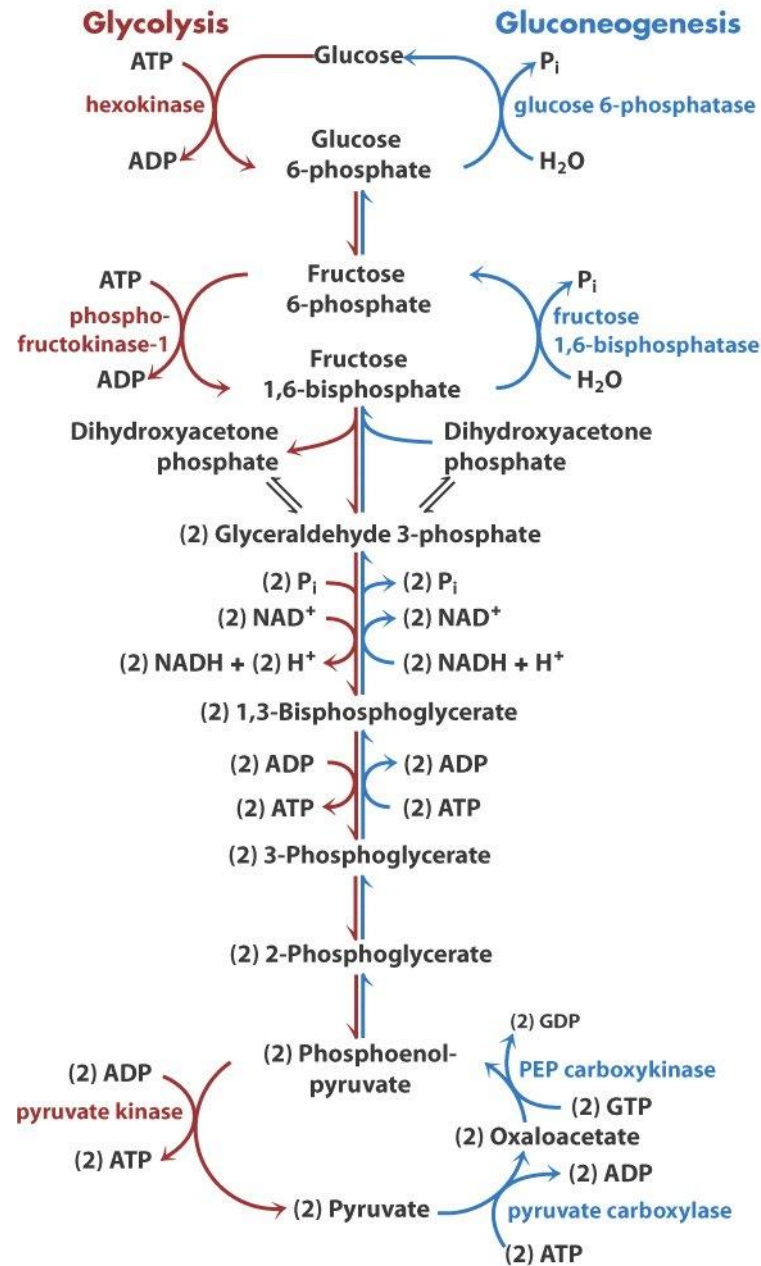 Glycolysis
Gluconeogenesis
ATP
Glucose
Pi
hexokinase
glucose 6-phosphatase
ADP
Glucose
6-phosphate
H2O
ATP
Fructose
6-phosphate
Pi
phospho-
fructokinase-1
fructose
1,6-bisphosphatase
ADP
Fructose
1,6-bisphosphate
H2O
Dihydroxyacetone
phosphate
Dihydroxyacetone
phosphate
(2) Glyceraldehyde 3-phosphate
(2) Pi
(2) Pi
(2) NAD+
(2) NAD+
(2) NADH + (2) H+
(2) NADH + H+
(2) 1,3-Bisphosphoglycerate
(2) ADP
(2) ADP
(2) ATP
(2) ATP
(2) 3-Phosphoglycerate
(2) 2-Phosphoglycerate
(2) GDP
(2) Phosphoenol-
pyruvate
(2) ADP
PEP carboxykinase
pyruvate kinase
(2) GTP
(2) Oxaloacetate
(2) ATP
(2) ADP
(2) Pyruvate
pyruvate carboxylase
(2) ATP